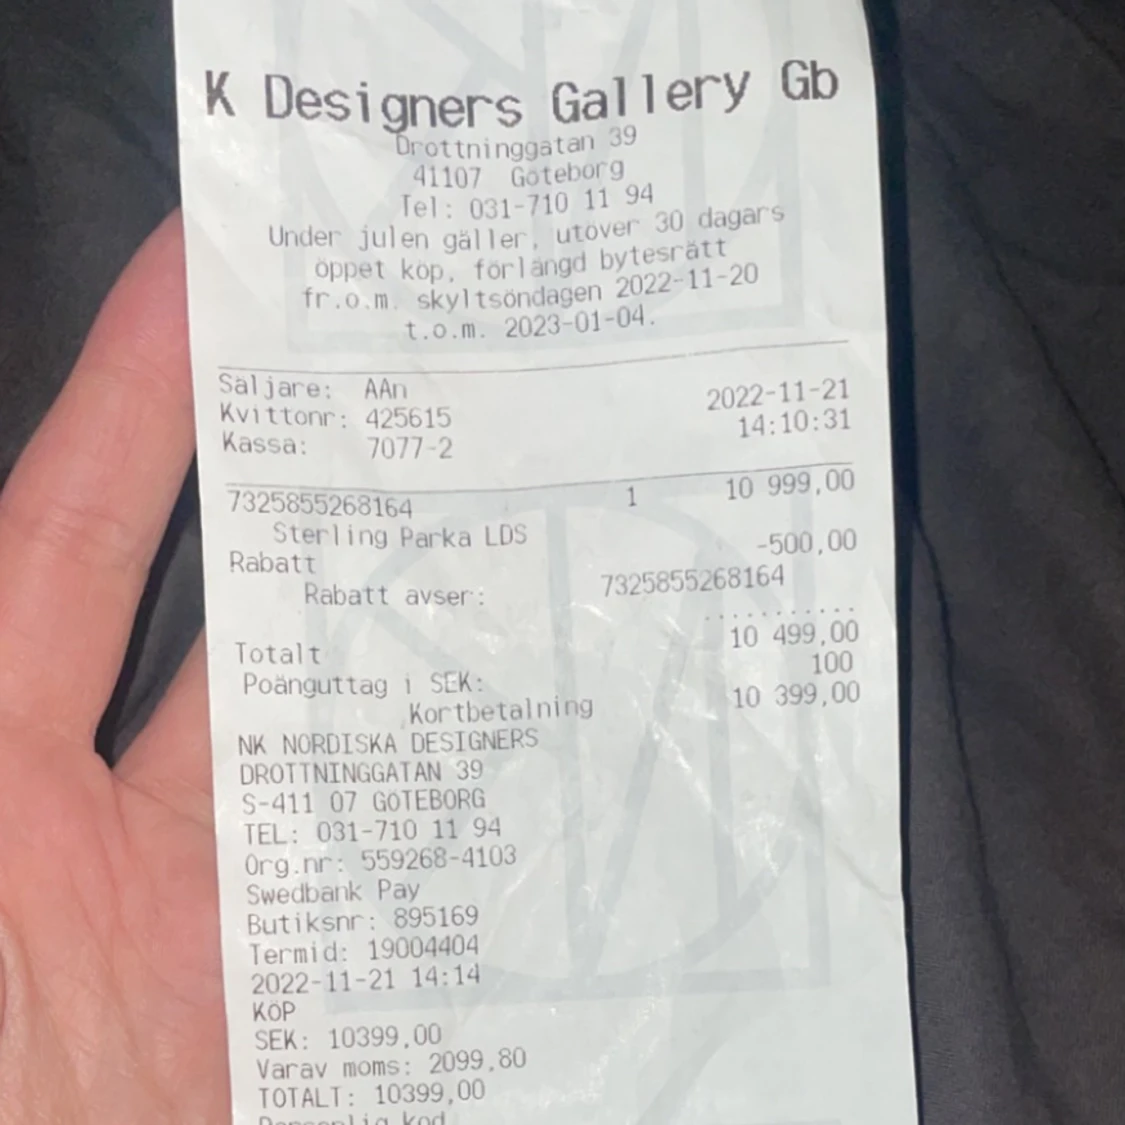 K Designers Gallery Gb
Drottninggatan 39
41107 Göteborg
Tel: 031-710 11 94
Under julen gäller, utöver 30 dagars
öppet köp, förlängd bytesrätt
fr.o.m. skyltsöndagen 2022-11-20
t.o.m. 2023-01-04.
Säljare: AAn 2022-11-21
Kvittonr: 425615 14:10:31
Kassa: 7077-2
7325855268164 1 10 999,00
Sterling Parka LDS
Rabatt -500,00
Rabatt avser: 7325855268164
..........
Totalt 10 499,00
Poänguttag i SEK: 100
Kortbetalning 10 399,00
NK NORDISKA DESIGNERS
DROTTNINGGATAN 39
S-411 07 GÖTEBORG
TEL: 031-710 11 94
Org.nr: 559268-4103
Swedbank Pay
Butiksnr: 895169
Termid: 19004404
2022-11-21 14:14
KÖP
SEK: 10399,00
Varav moms: 2099,80
TOTALT: 10399,00
Personlig kod